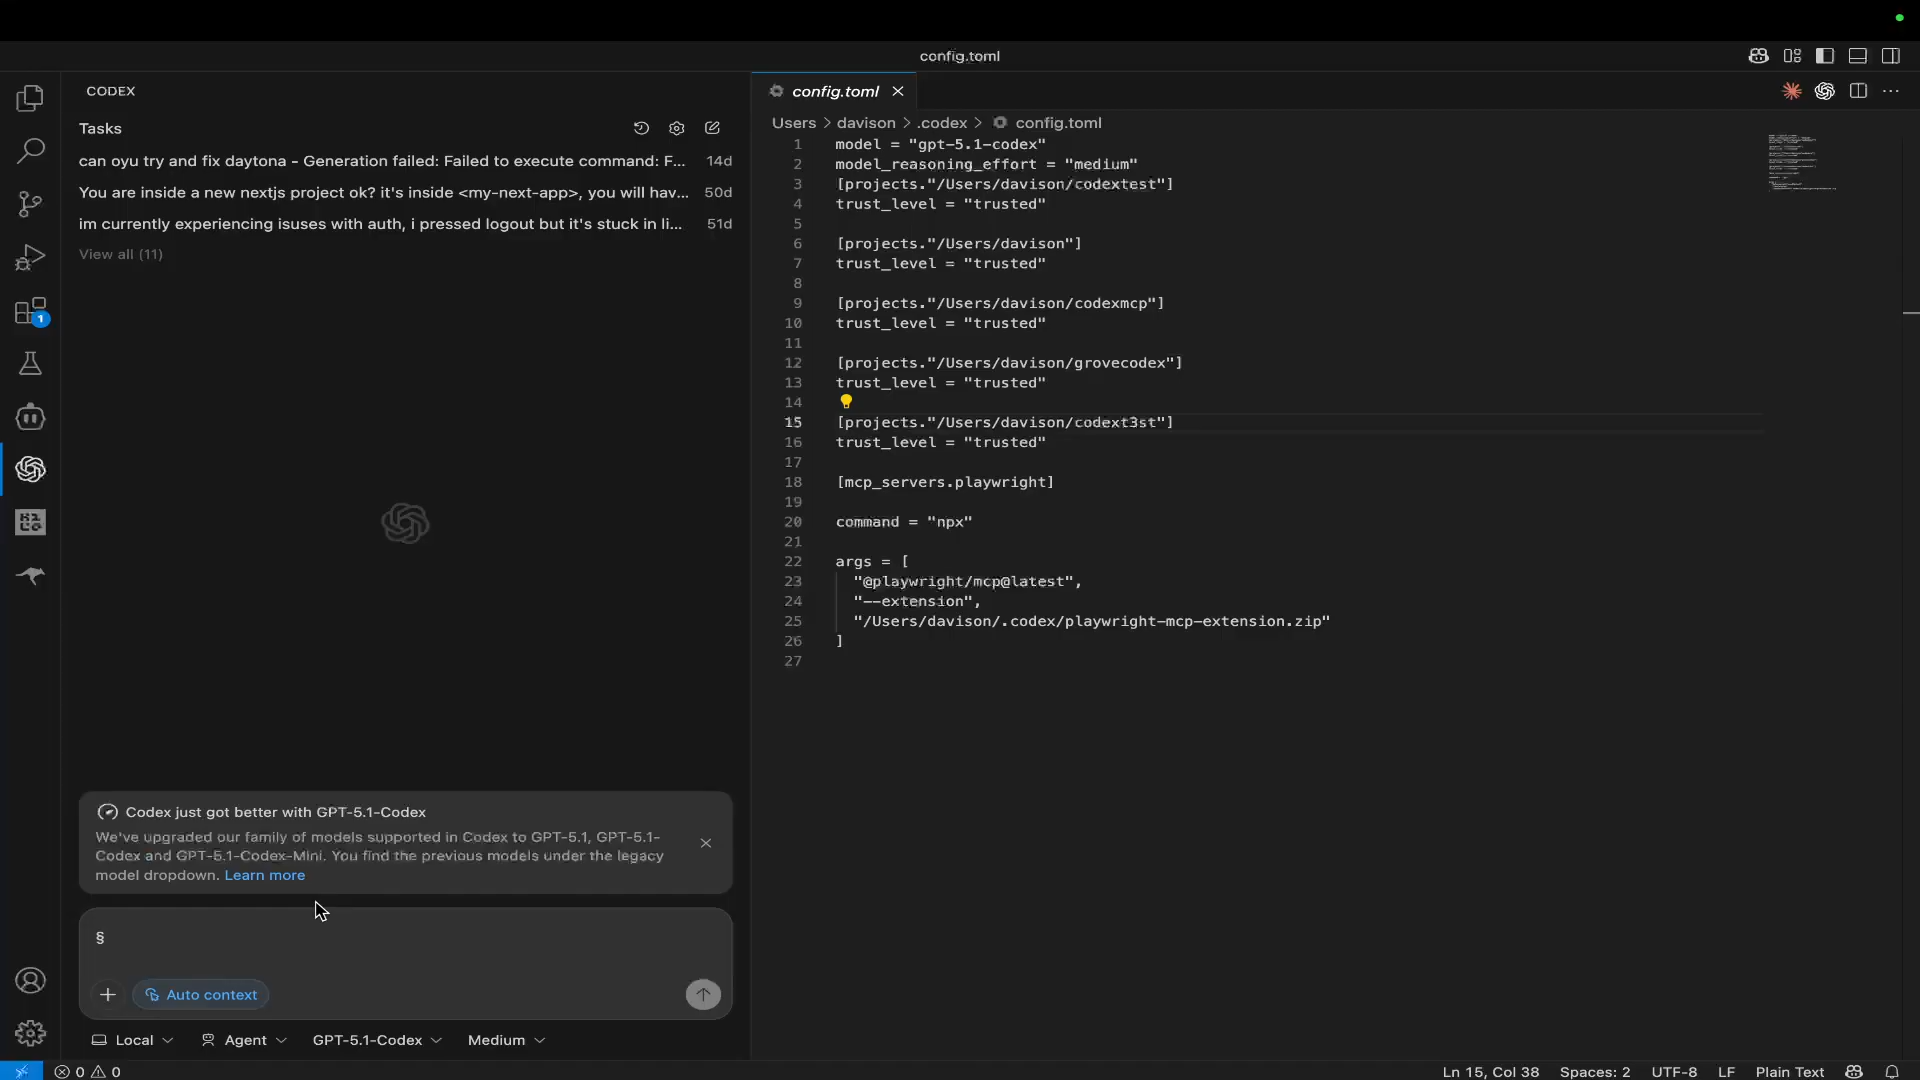 config.toml
CODEX
Tasks
can oyu try and fix daytona - Generation failed: Failed to execute command: F... 14d
You are inside a new nextjs project ok? it's inside <my-next-app>, you will hav... 50d
im currently experiencing isuses with auth, i pressed logout but it's stuck in li... 51d
View all (11)
1
Codex just got better with GPT-5.1-Codex
We've upgraded our family of models supported in Codex to GPT-5.1, GPT-5.1-
Codex and GPT-5.1-Codex-Mini. You find the previous models under the legacy
model dropdown. Learn more
§
Auto context
Local Agent GPT-5.1-Codex Medium
config.toml
Users > davison > .codex > config.toml
1 model = "gpt-5.1-codex"
2 model_reasoning_effort = "medium"
3 [projects."/Users/davison/codextest"]
4 trust_level = "trusted"
5
6 [projects."/Users/davison"]
7 trust_level = "trusted"
8
9 [projects."/Users/davison/codexmcp"]
10 trust_level = "trusted"
11
12 [projects."/Users/davison/grovecodex"]
13 trust_level = "trusted"
14
15 [projects."/Users/davison/codext3st"]
16 trust_level = "trusted"
17
18 [mcp_servers.playwright]
19
20 command = "npx"
21
22 args = [
23 "@playwright/mcp@latest",
24 "--extension",
25 "/Users/davison/.codex/playwright-mcp-extension.zip"
26 ]
27
0 0
Ln 15, Col 38 Spaces: 2 UTF-8 LF Plain Text